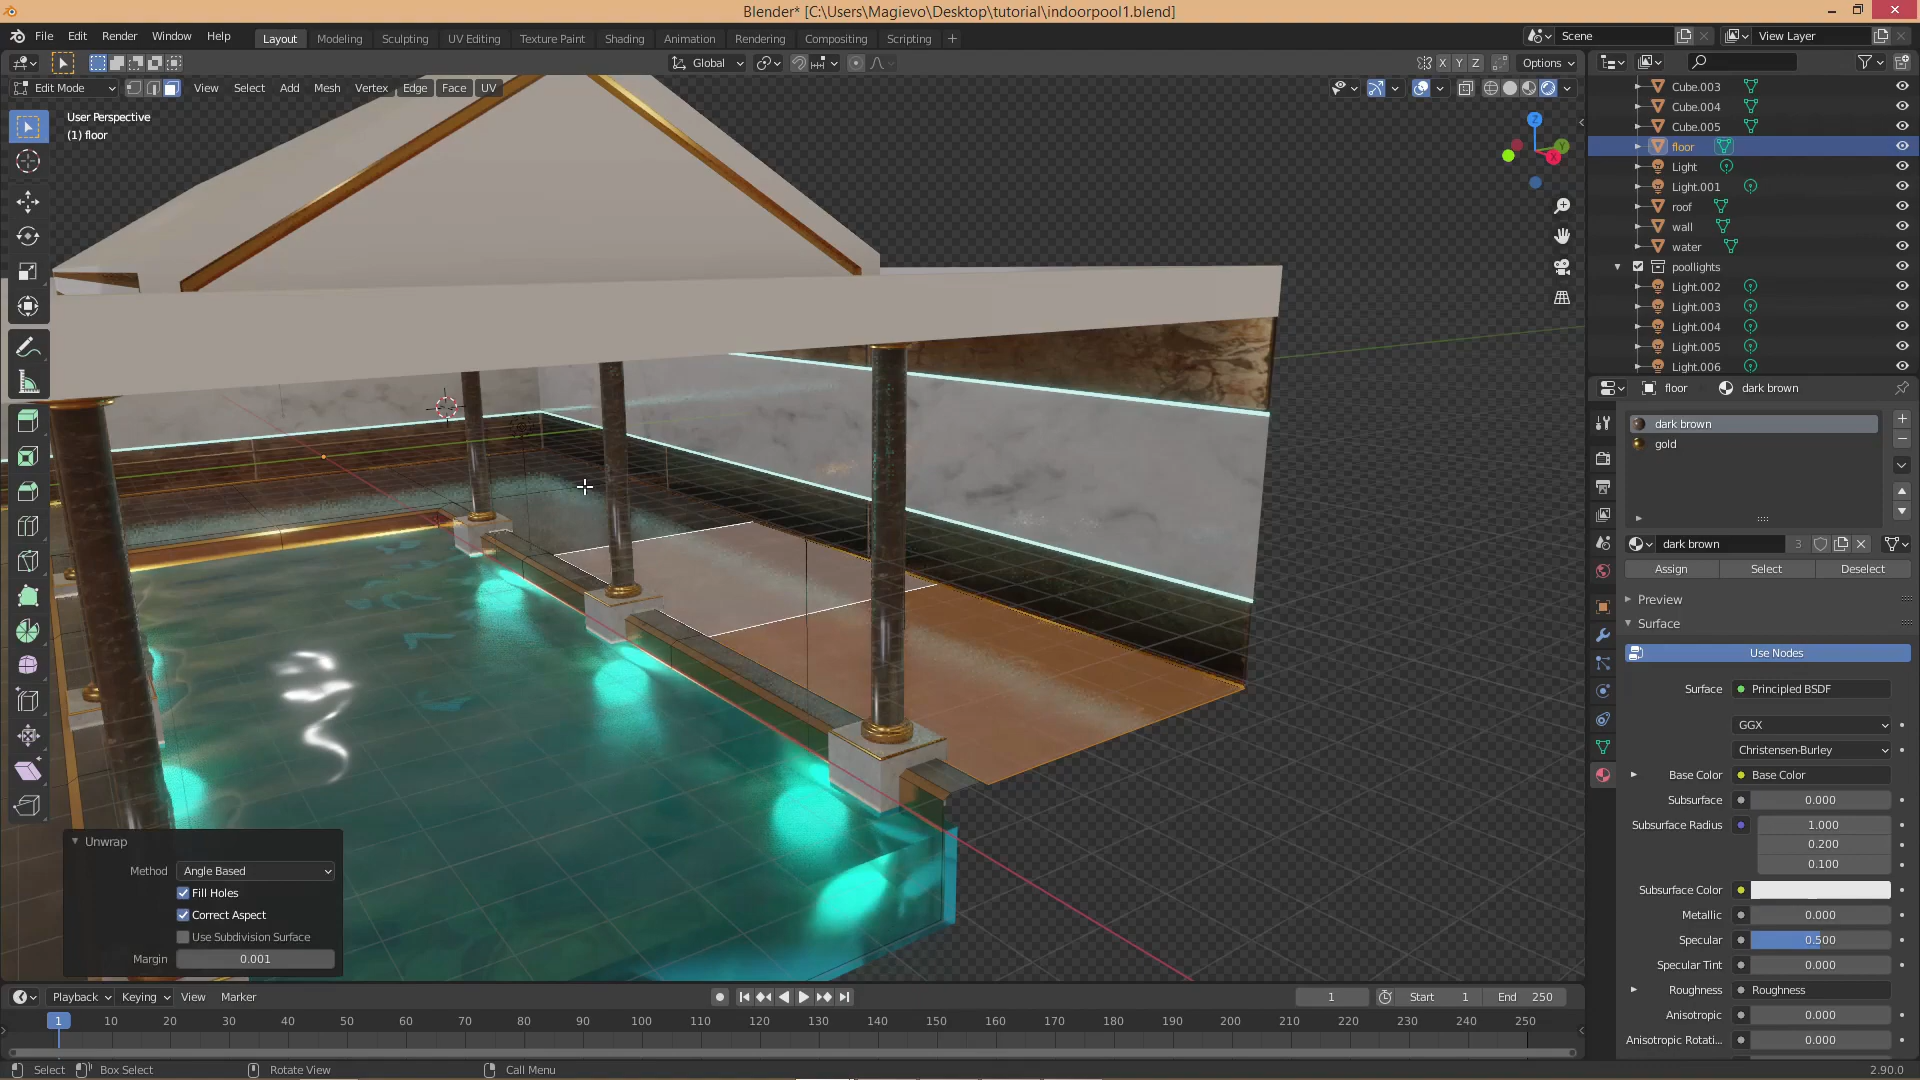 Blender* [C:\Users\Magievo\Desktop\tutorial\indoorpool1.blend]
File Edit Render Window Help Layout Modeling Sculpting UV Editing Texture Paint Shading Animation Rendering Compositing Scripting + Scene View Layer
Global X Y Z Options
Edit Mode View Select Add Mesh Vertex Edge Face UV
User Perspective
(1) floor
Z
Y
X
Cube.003
Cube.004
Cube.005
floor
Light
Light.001
roof
wall
water
poollights
Light.002
Light.003
Light.004
Light.005
Light.006
floor dark brown
dark brown
gold
dark brown 3
Assign Select Deselect
Preview
Surface
Use Nodes
Surface Principled BSDF
GGX
Christensen-Burley
Base Color Base Color
Subsurface 0.000
Subsurface Radius 1.000
0.200
0.100
Subsurface Color
Metallic 0.000
Specular 0.500
Specular Tint 0.000
Roughness Roughness
Anisotropic 0.000
Anisotropic Rotati... 0.000
Unwrap
Method Angle Based
Fill Holes
Correct Aspect
Use Subdivision Surface
Margin 0.001
Playback Keying View Marker 1 Start 1 End 250
1 10 20 30 40 50 60 70 80 90 100 110 120 130 140 150 160 170 180 190 200 210 220 230 240 250
Select Box Select Rotate View Call Menu 2.90.0